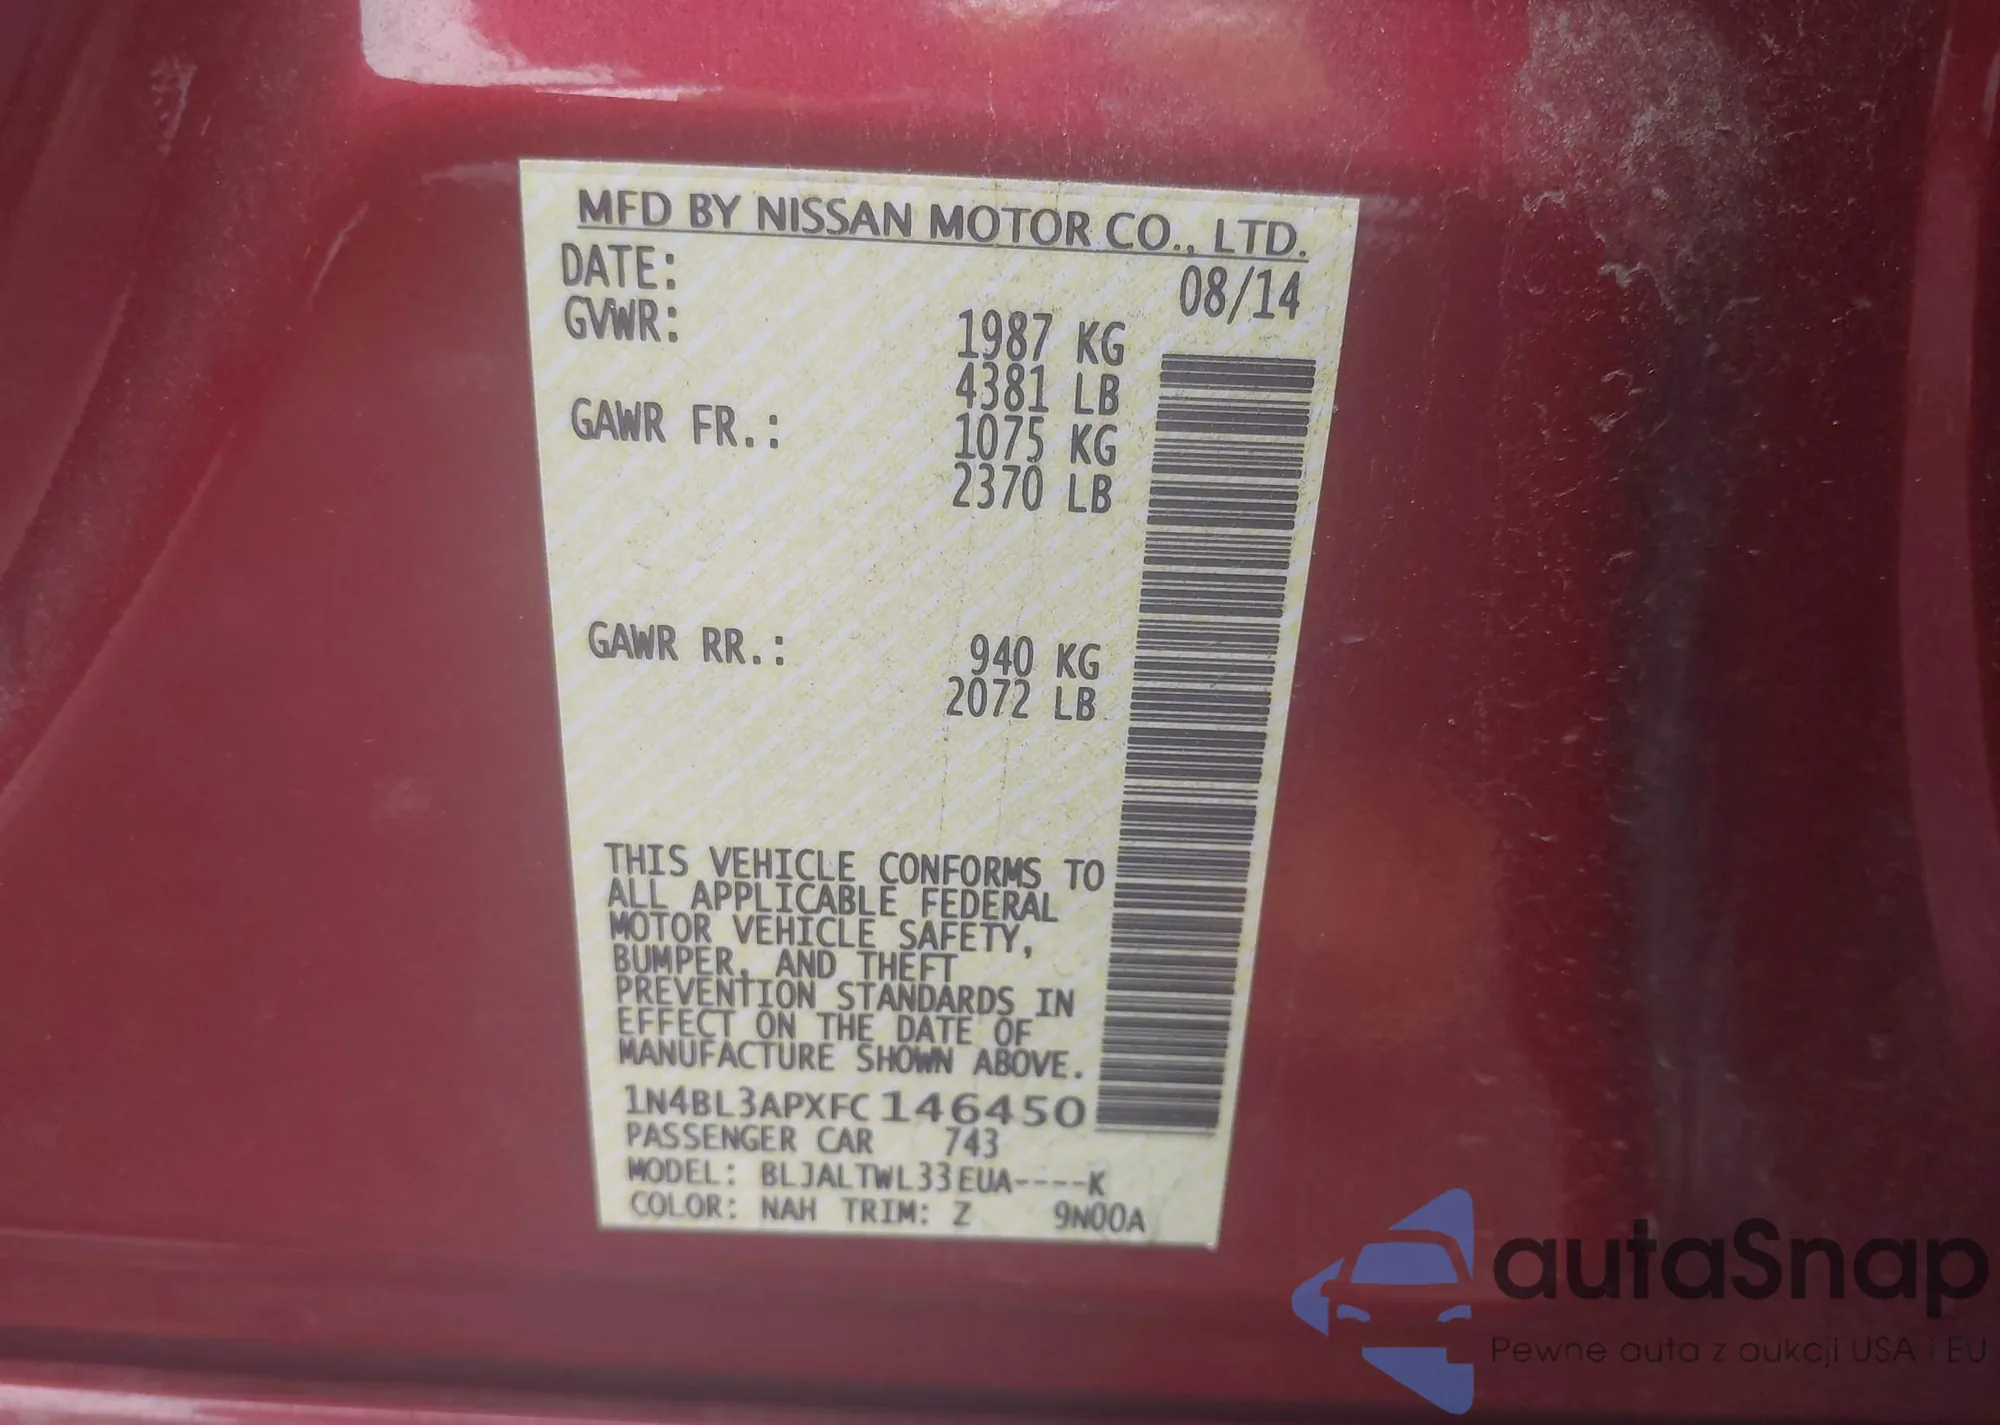 MFD BY NISSAN MOTOR CO., LTD.
DATE: 08/14
GVWR: 1987 KG
4381 LB
GAWR FR.: 1075 KG
2370 LB
GAWR RR.: 940 KG
2072 LB
THIS VEHICLE CONFORMS TO
ALL APPLICABLE FEDERAL
MOTOR VEHICLE SAFETY,
BUMPER, AND THEFT
PREVENTION STANDARDS IN
EFFECT ON THE DATE OF
MANUFACTURE SHOWN ABOVE.
1N4BL3APXFC146450
PASSENGER CAR 743
MODEL: BLJALTWL33EUA----K
COLOR: NAH TRIM: Z 9N00A
autaSnap
Pewne auta z aukcji USA i EU